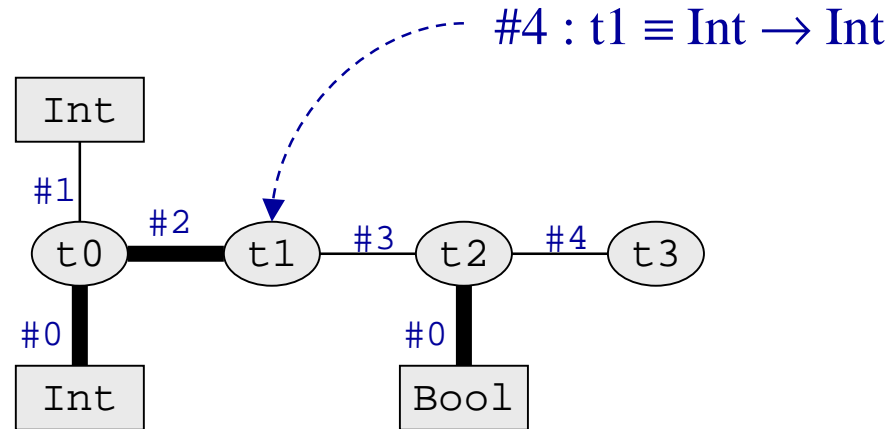 #4 : t1 ≡ Int → Int
Int
#1
#2
t0
t1
#3
t2
#4
t3
#0
#0
Int
Bool